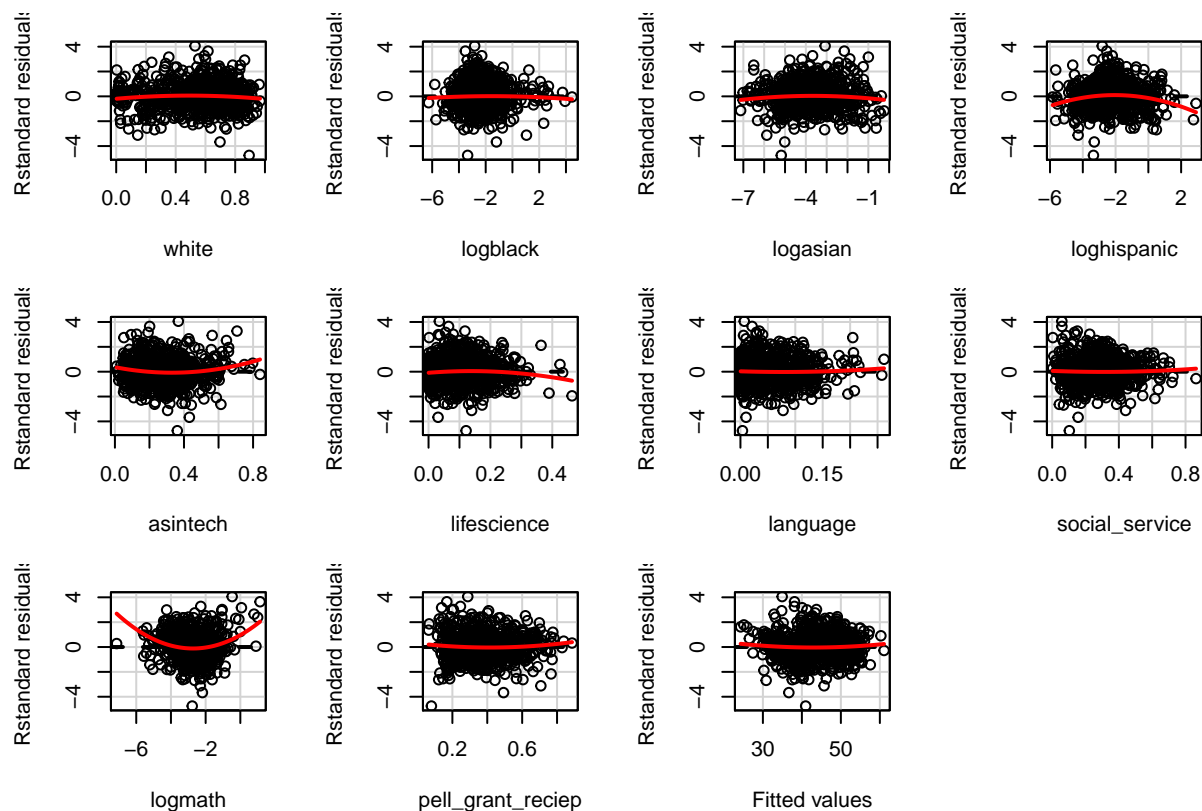 Rstandard residuals
4
0
−4
0.0 0.4 0.8
white
Rstandard residuals
4
0
−4
−6 −2 2
logblack
Rstandard residuals
4
0
−4
−7 −4 −1
logasian
Rstandard residuals
4
0
−4
−6 −2 2
loghispanic
Rstandard residuals
4
0
−4
0.0 0.4 0.8
asintech
Rstandard residuals
4
0
−4
0.0 0.2 0.4
lifescience
Rstandard residuals
4
0
−4
0.00 0.15
language
Rstandard residuals
4
0
−4
0.0 0.4 0.8
social_service
Rstandard residuals
4
0
−4
−6 −2
logmath
Rstandard residuals
4
0
−4
0.2 0.6
pell_grant_reciep
Rstandard residuals
4
0
−4
30 50
Fitted values